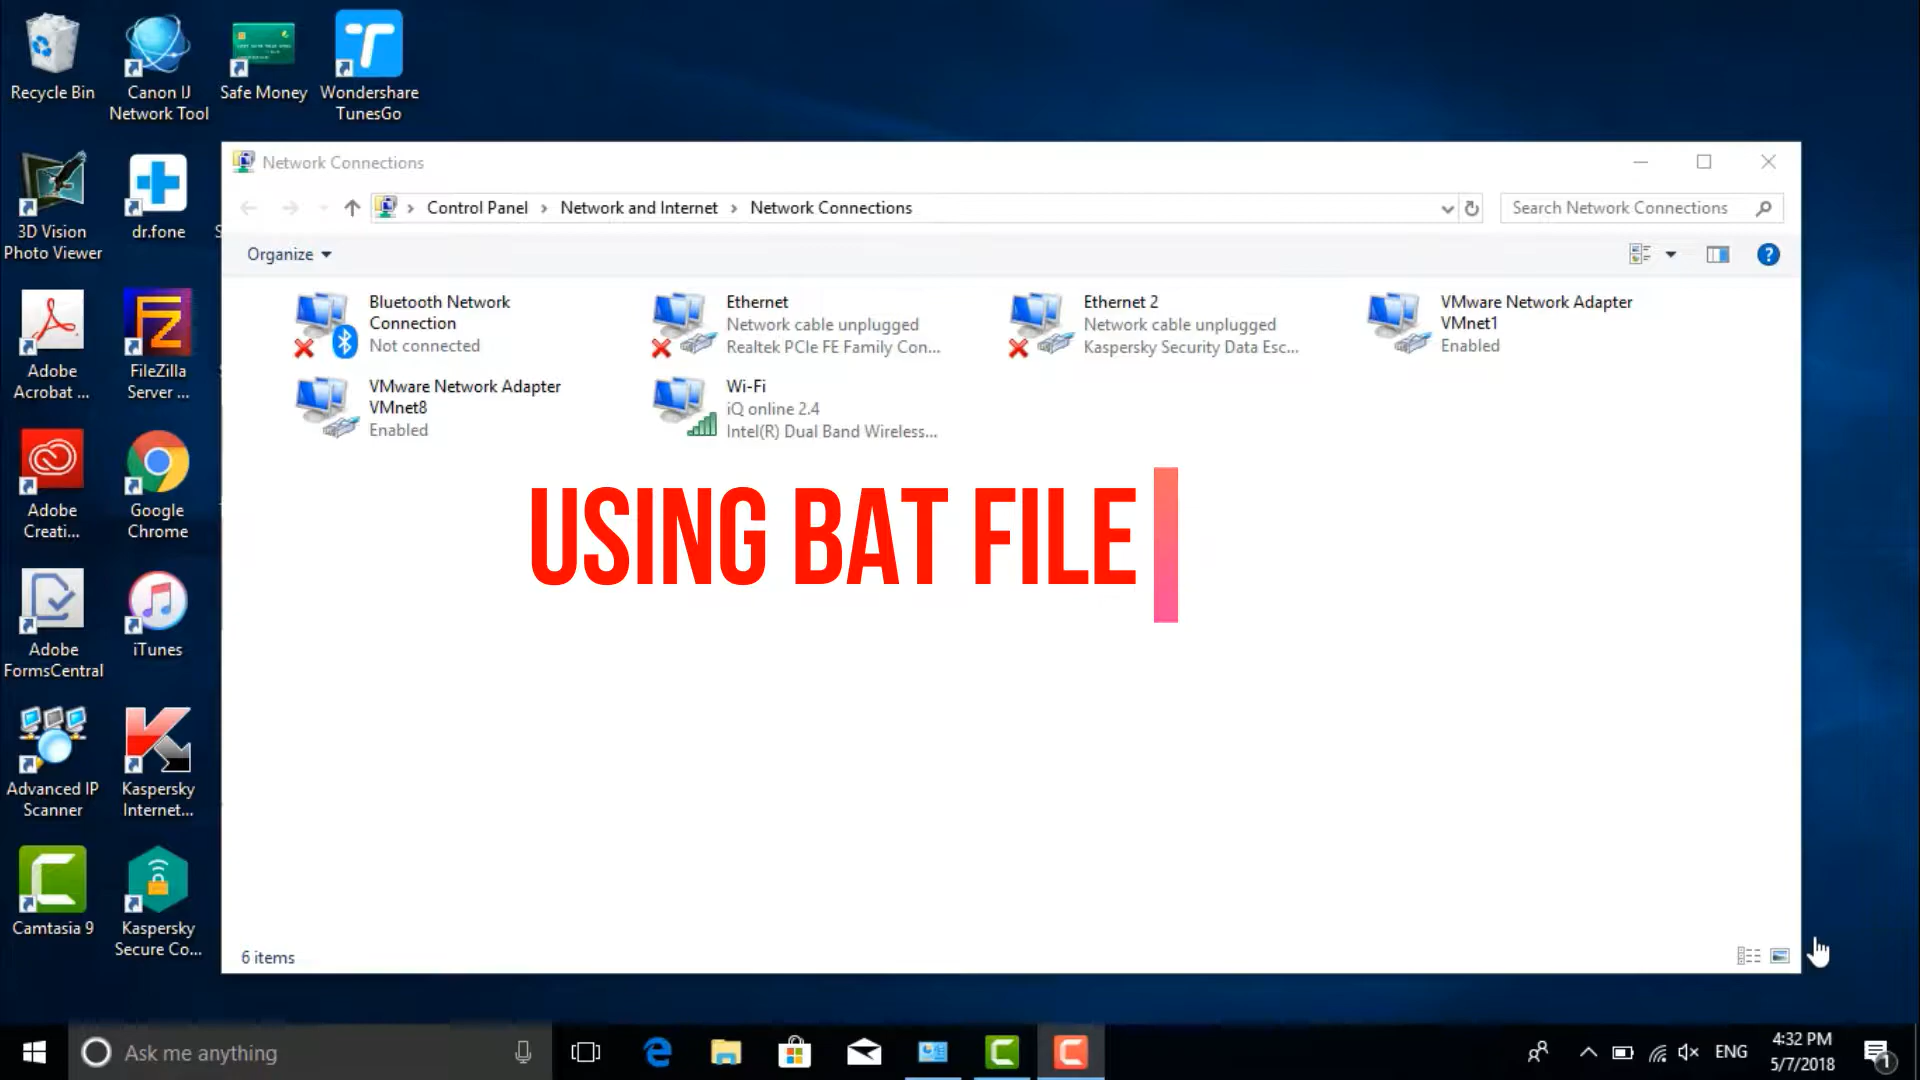 Recycle Bin
Canon IJ
Network Tool
Safe Money
Wondershare
TunesGo
3D Vision
Photo Viewer
dr.fone
S
Adobe
Acrobat ...
FileZilla
Server ...
Adobe
Creati...
Google
Chrome
Adobe
FormsCentral
iTunes
Advanced IP
Scanner
Kaspersky
Internet...
Camtasia 9
Kaspersky
Secure Co...
Network Connections
Control Panel > Network and Internet > Network Connections
Search Network Connections
Organize
Bluetooth Network
Connection
Not connected
Ethernet
Network cable unplugged
Realtek PCIe FE Family Con...
Ethernet 2
Network cable unplugged
Kaspersky Security Data Esc...
VMware Network Adapter
VMnet1
Enabled
VMware Network Adapter
VMnet8
Enabled
Wi-Fi
iQ online 2.4
Intel(R) Dual Band Wireless...
USING BAT FILE
6 items
Ask me anything
ENG
4:32 PM
5/7/2018
1